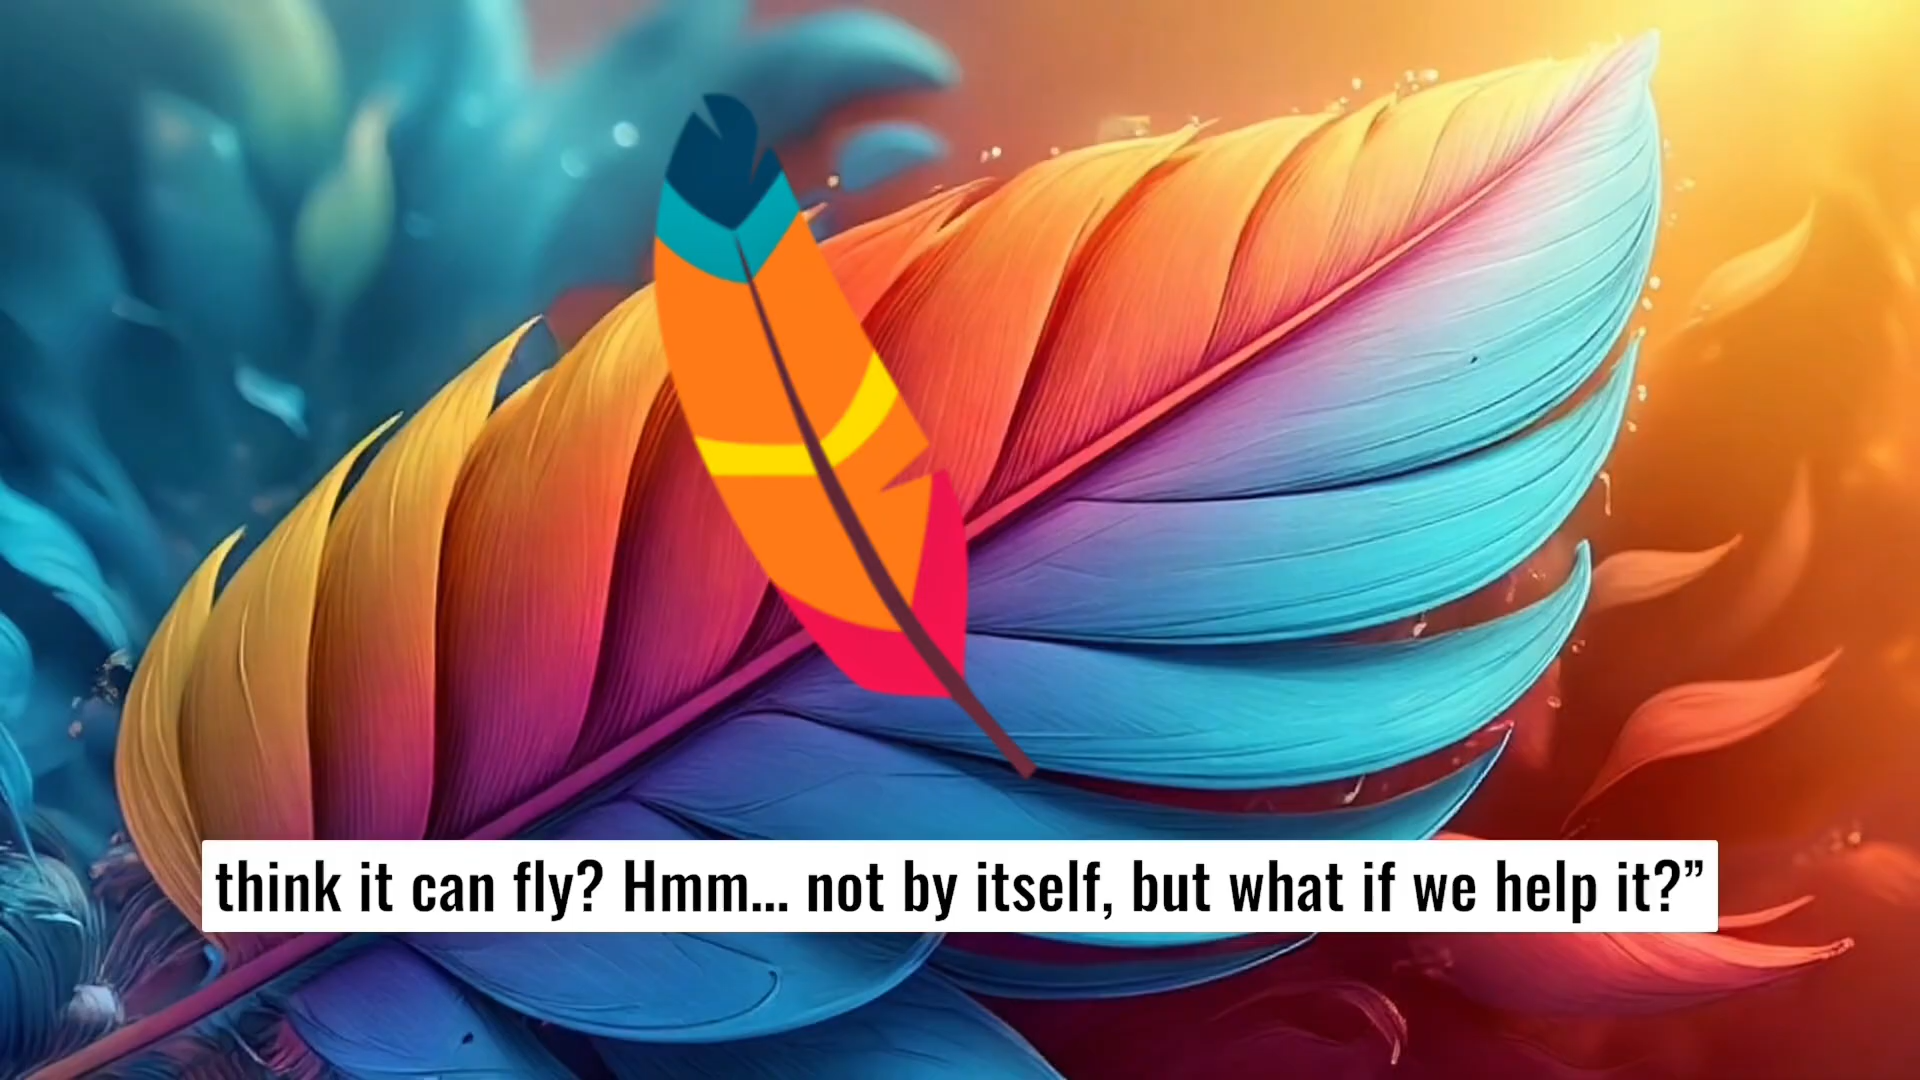 think it can fly? Hmm... not by itself, but what if we help it?”